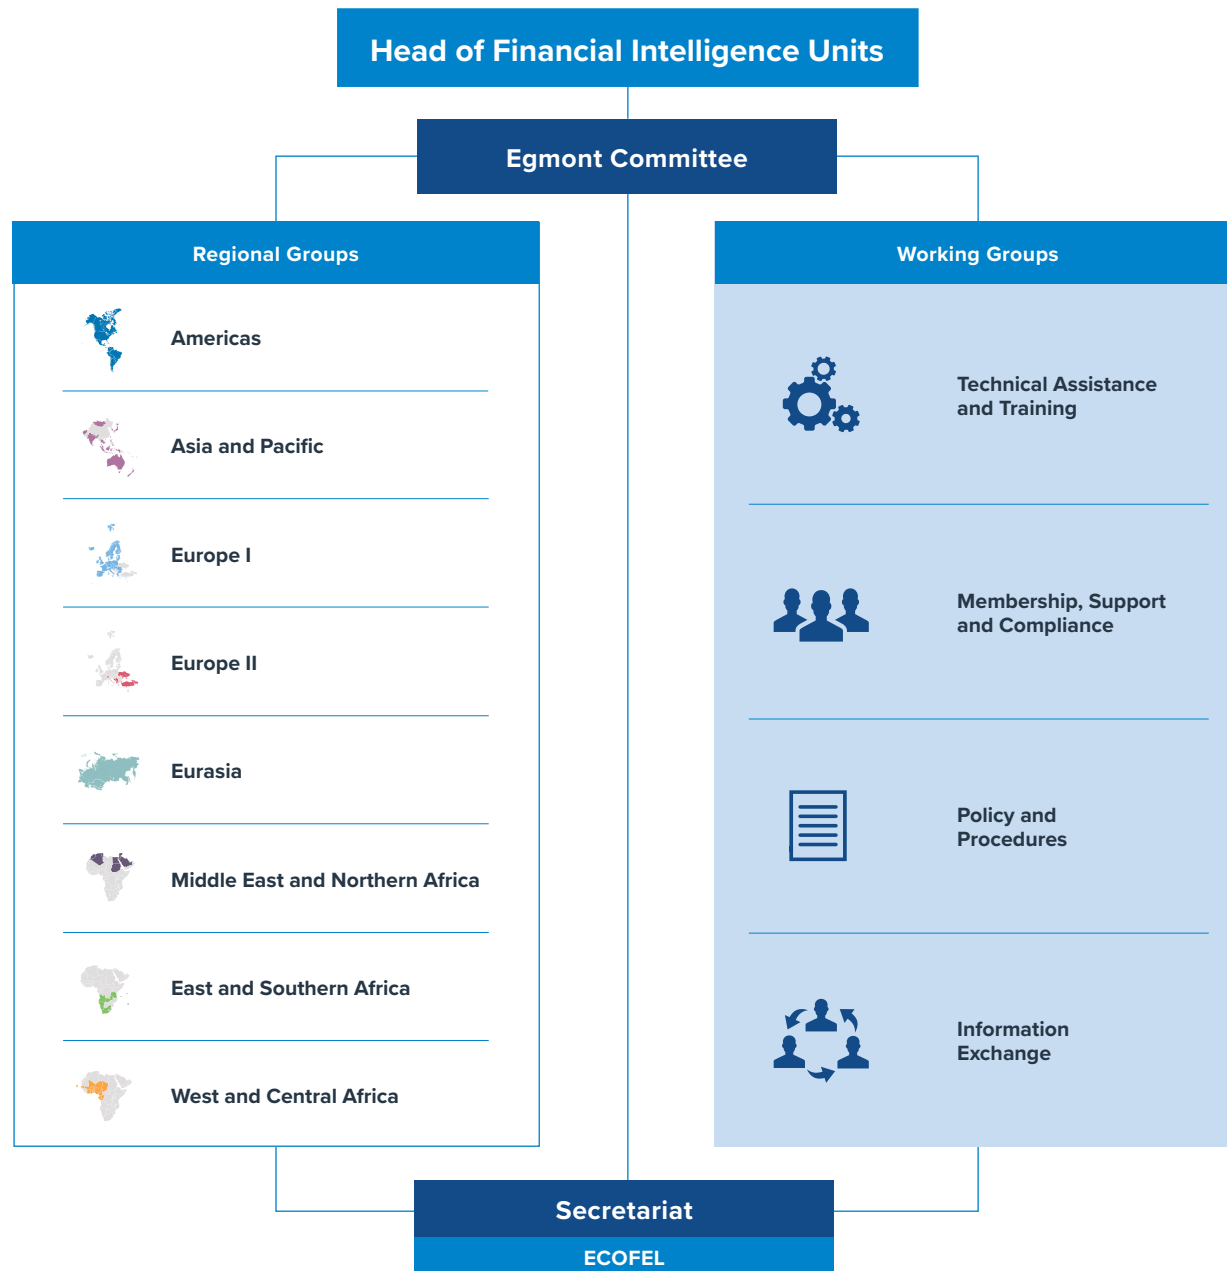 Head of Financial Intelligence Units
Egmont Committee
Regional Groups
Americas
Asia and Pacific
Europe I
Europe II
Eurasia
Middle East and Northern Africa
East and Southern Africa
West and Central Africa
Working Groups
Technical Assistance
and Training
Membership, Support
and Compliance
Policy and
Procedures
Information
Exchange
Secretariat
ECOFEL